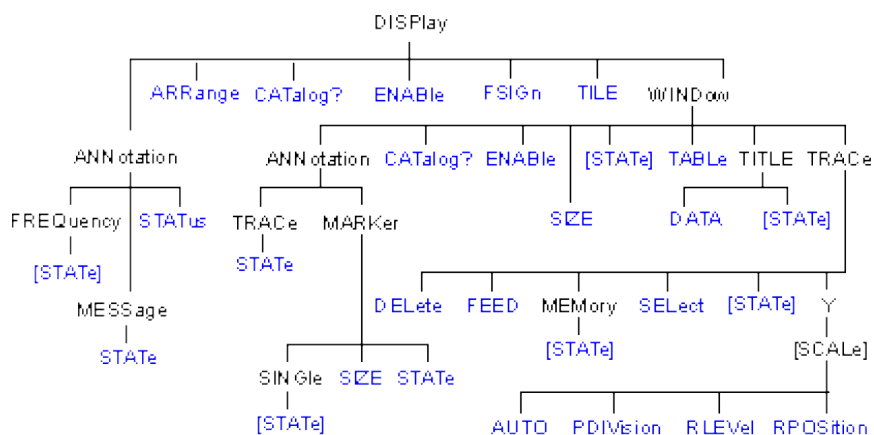 DISPlay
ARRange CATalog? ENABle FSIGn TILE WINDow
ANNotation ANNotation CATalog? ENABle [STATe] TABLe TITLE TRACe
FREQuency STATus TRACe MARKer SIZE DATA [STATe]
[STATe] STATe
MESSage DELete FEED MEMory SELect [STATe] Y
STATe [STATe] [SCALe]
SINGle SIZE STATe
[STATe] AUTO PDIVision RLEVel RPOSition